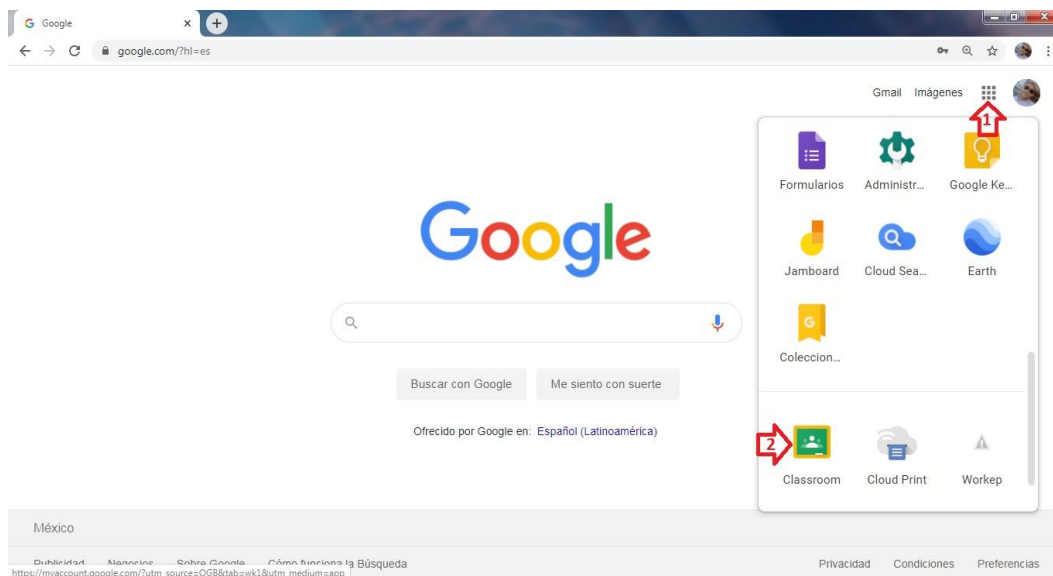 Google
google.com/?hl=es
Gmail Imágenes
1
Formularios Administr... Google Ke...
Jamboard Cloud Sea... Earth
G
Coleccion...
Google
Buscar con Google Me siento con suerte
Ofrecido por Google en: Español (Latinoamérica)
2
Classroom Cloud Print Workep
México
Publicidad Negocios Sobre Google Cómo funciona la Búsqueda Privacidad Condiciones Preferencias
https://myaccount.google.com/?utm_source=OGB&tab=wk1&utm_medium=app